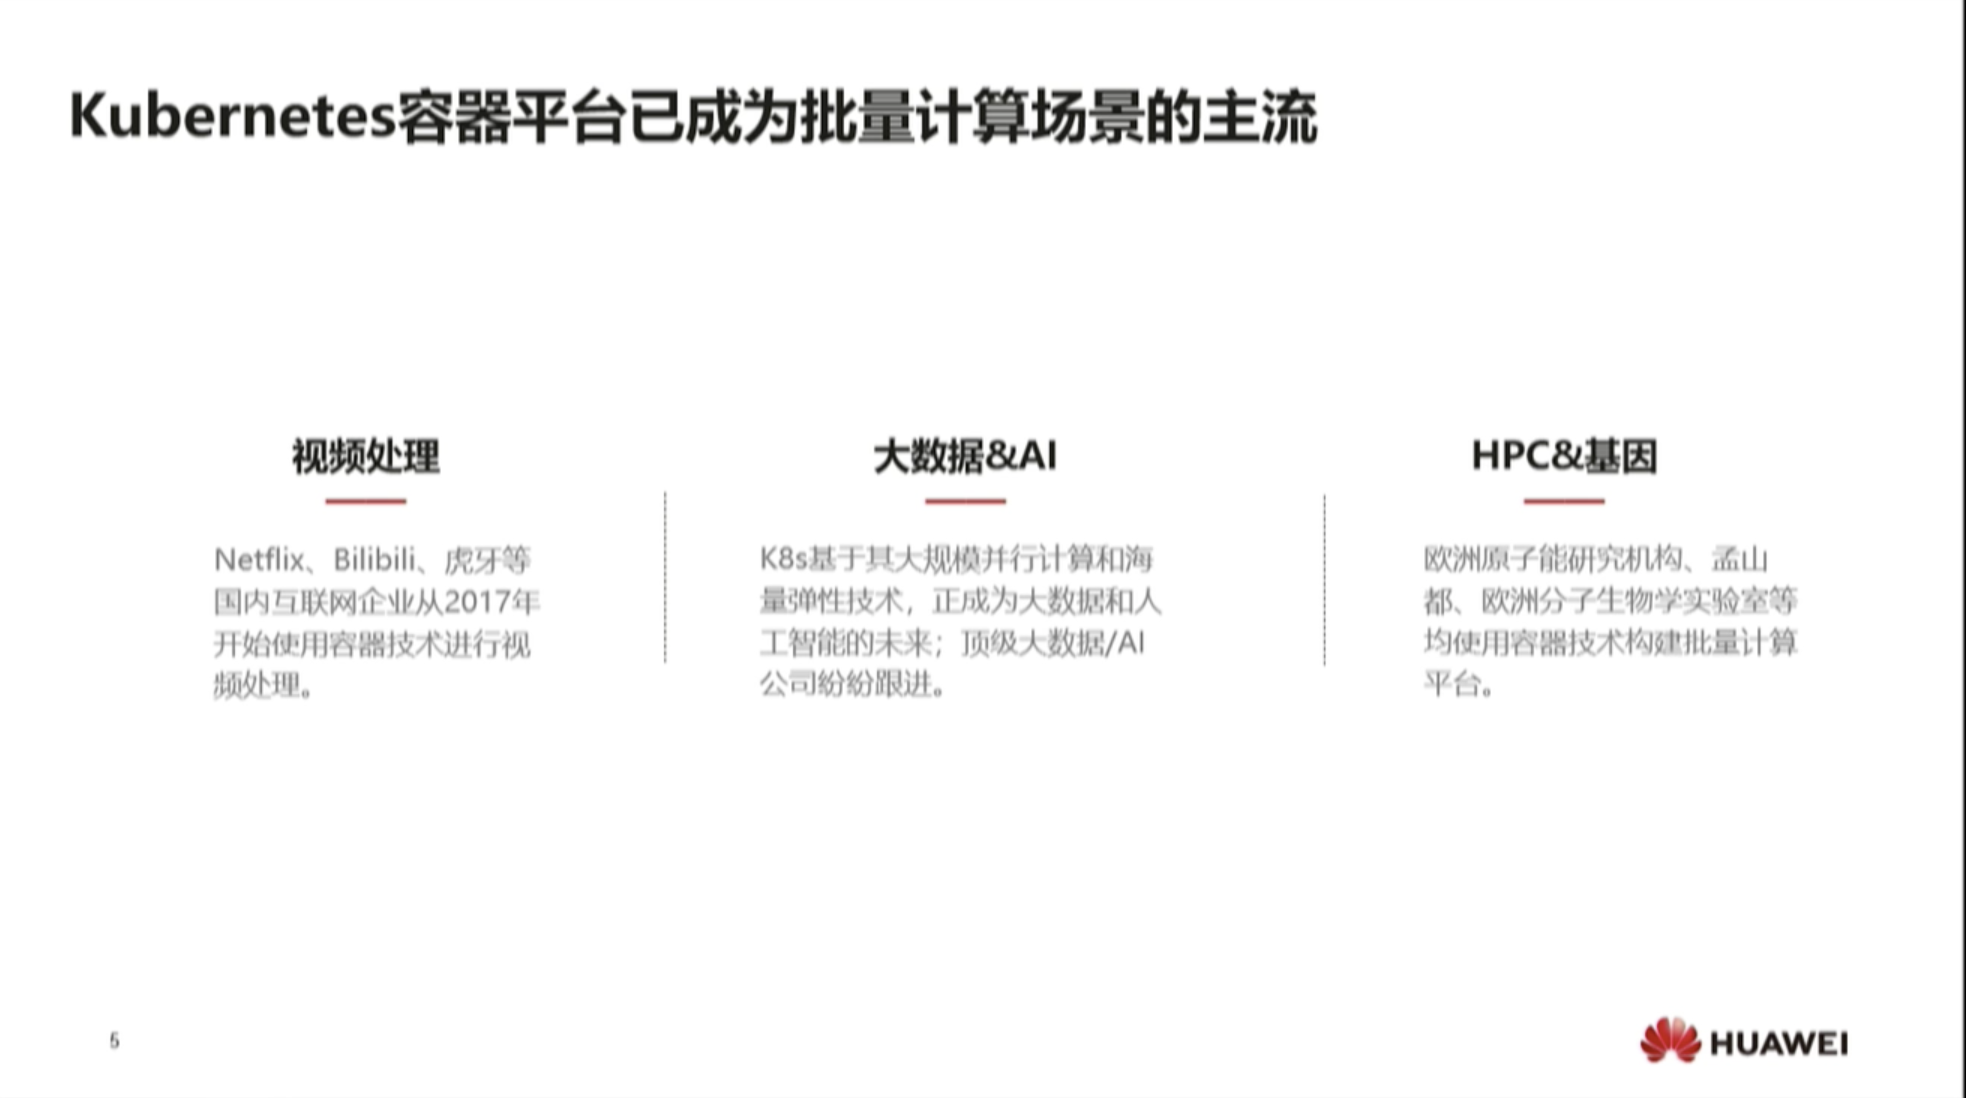 Kubernetes容器平台已成为批量计算场景的主流
视频处理
Netflix、Bilibili、虎牙等
国内互联网企业从2017年
开始使用容器技术进行视
频处理。
大数据&AI
K8s基于其大规模并行计算和海
量弹性技术，正成为大数据和人
工智能的未来；顶级大数据/AI
公司纷纷跟进。
HPC&基因
欧洲原子能研究机构、孟山
都、欧洲分子生物学实验室等
均使用容器技术构建批量计算
平台。
5
HUAWEI